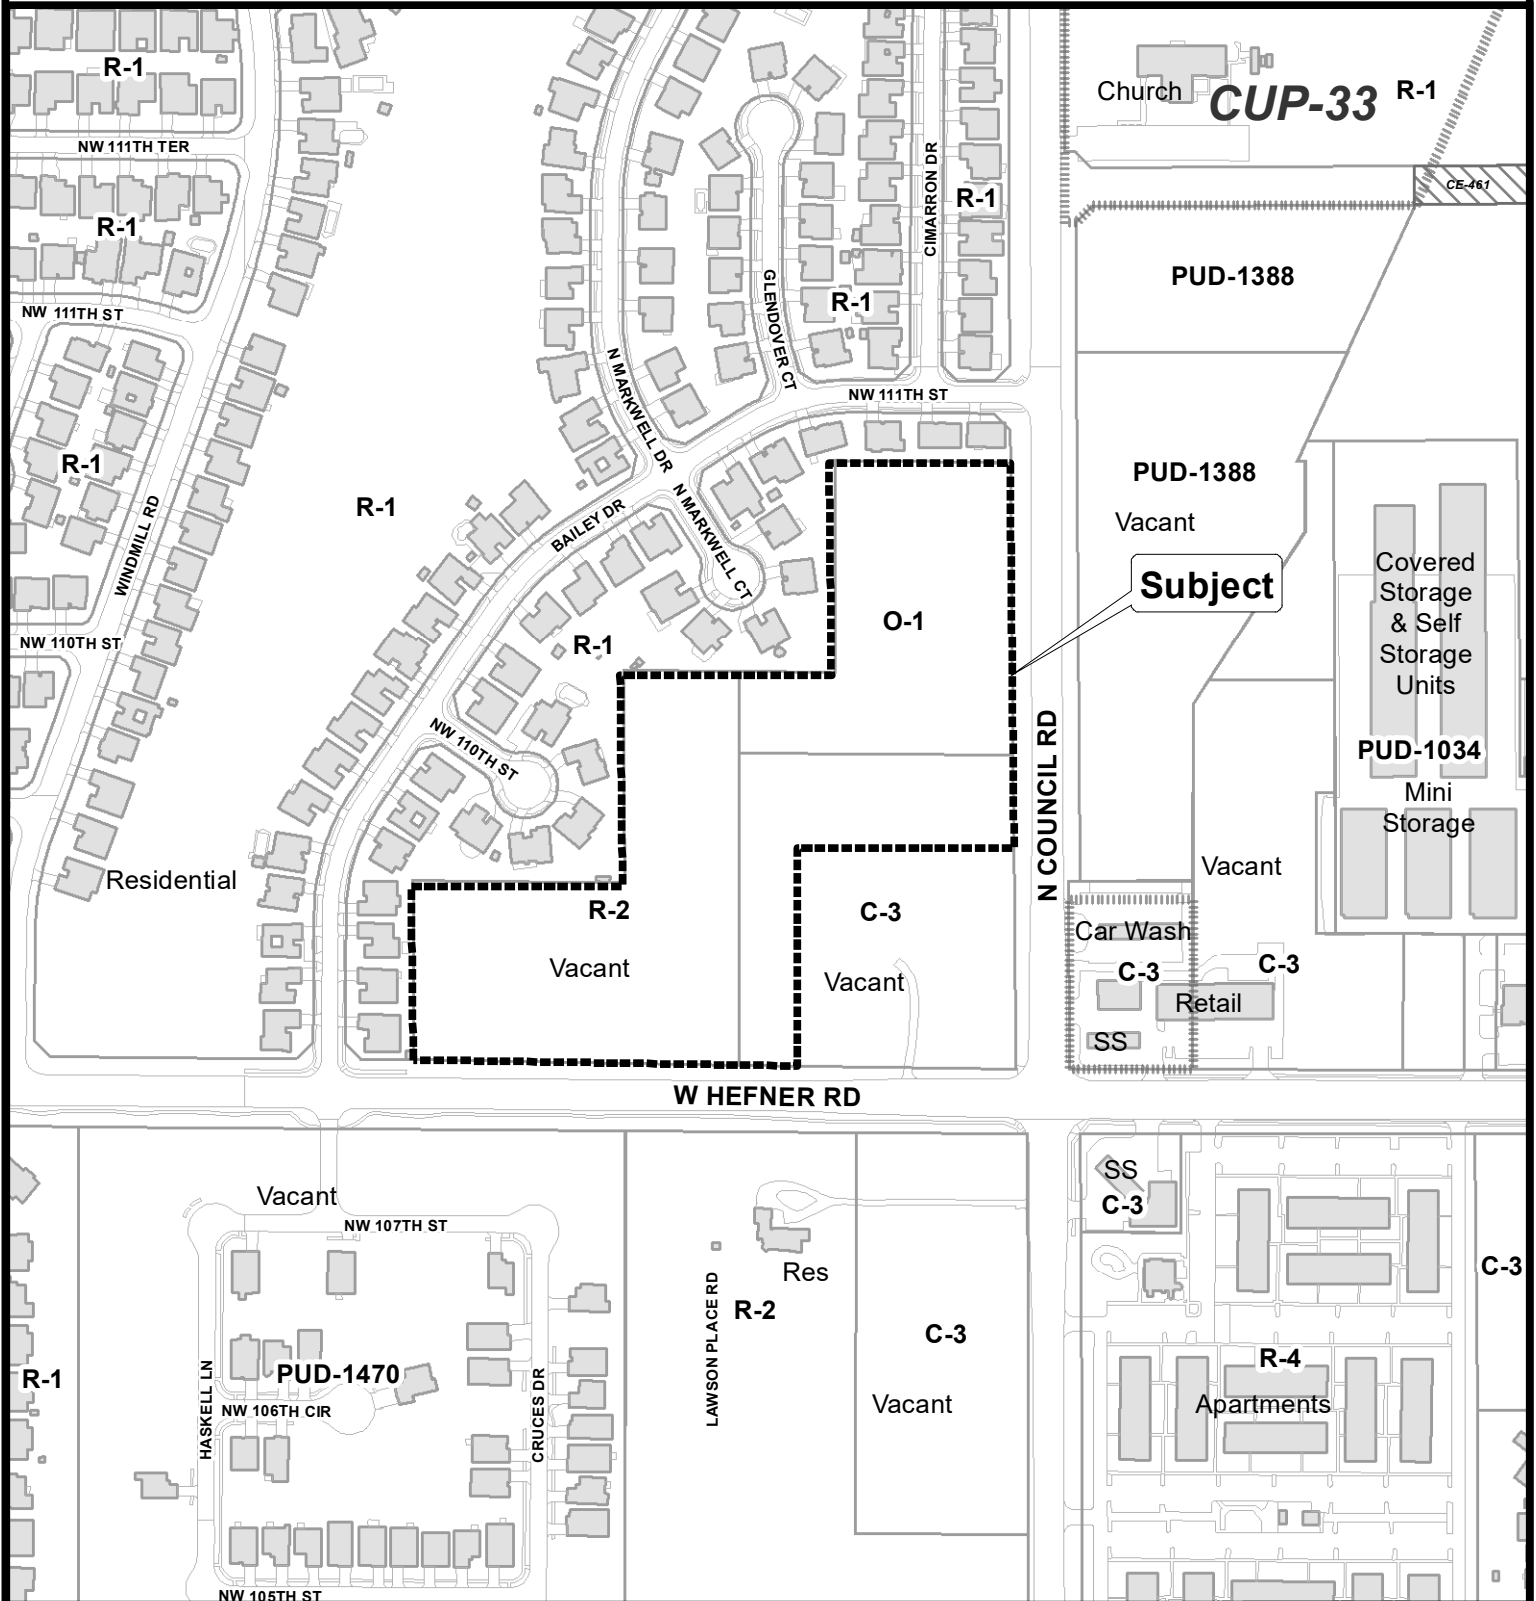 R-1
Church
CUP-33
R-1
NW 111TH TER
CIMARRON DR
CE-461
R-1
R-1
PUD-1388
GLENDOVER CT
R-1
NW 111TH ST
N MARKWELL DR
NW 111TH ST
R-1
PUD-1388
R-1
N MARKWELL CT
BAILEY DR
Vacant
WINDMILL RD
Covered
Storage
& Self
Storage
Units
Subject
O-1
NW 110TH ST
R-1
NW 110TH ST
N COUNCIL RD
PUD-1034
Mini
Storage
Vacant
Residential
R-2
C-3
Car Wash
Vacant
Vacant
C-3
C-3
Retail
SS
W HEFNER RD
SS
C-3
Vacant
NW 107TH ST
Res
LAWSON PLACE RD
R-2
C-3
C-3
R-4
R-1
PUD-1470
HASKELL LN
CRUCES DR
Vacant
Apartments
NW 106TH CIR
NW 105TH ST